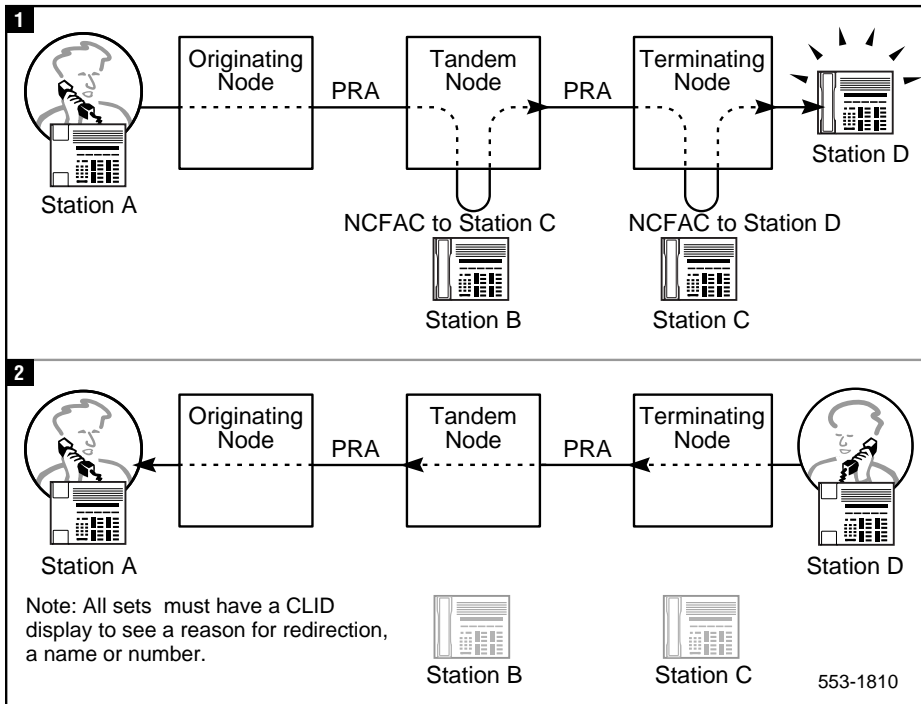 1
Originating
Node
PRA
Tandem
Node
PRA
Terminating
Node
Station A
Station D
NCFAC to Station C
NCFAC to Station D
Station B
Station C
2
Originating
Node
PRA
Tandem
Node
PRA
Terminating
Node
Station A
Station D
Note: All sets must have a CLID
display to see a reason for redirection,
a name or number.
Station B
Station C
553-1810